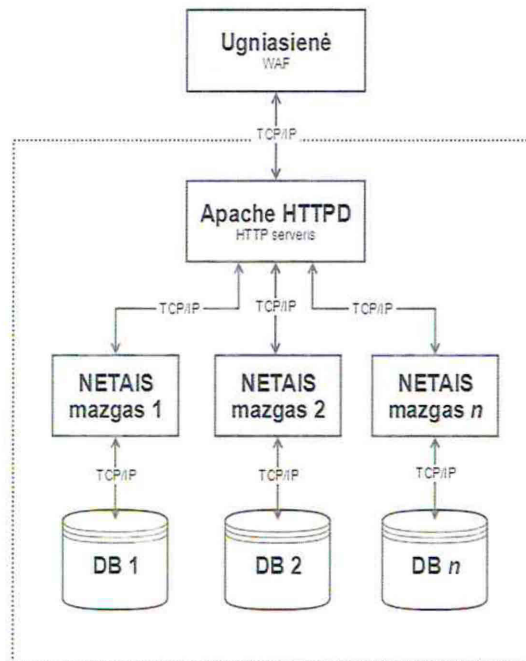 Ugniasienė
WAF
TCP/IP
Apache HTTPD
HTTP serveris
TCP/IP
TCP/IP
TCP/IP
NETAIS
mazgas 1
NETAIS
mazgas 2
NETAIS
mazgas n
TCP/IP
TCP/IP
TCP/IP
DB 1
DB 2
DB n